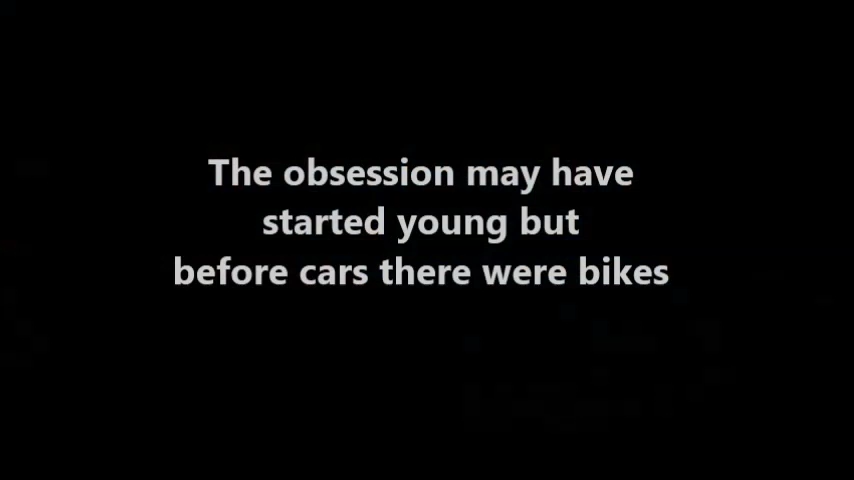 The obsession may have
started young but
before cars there were bikes